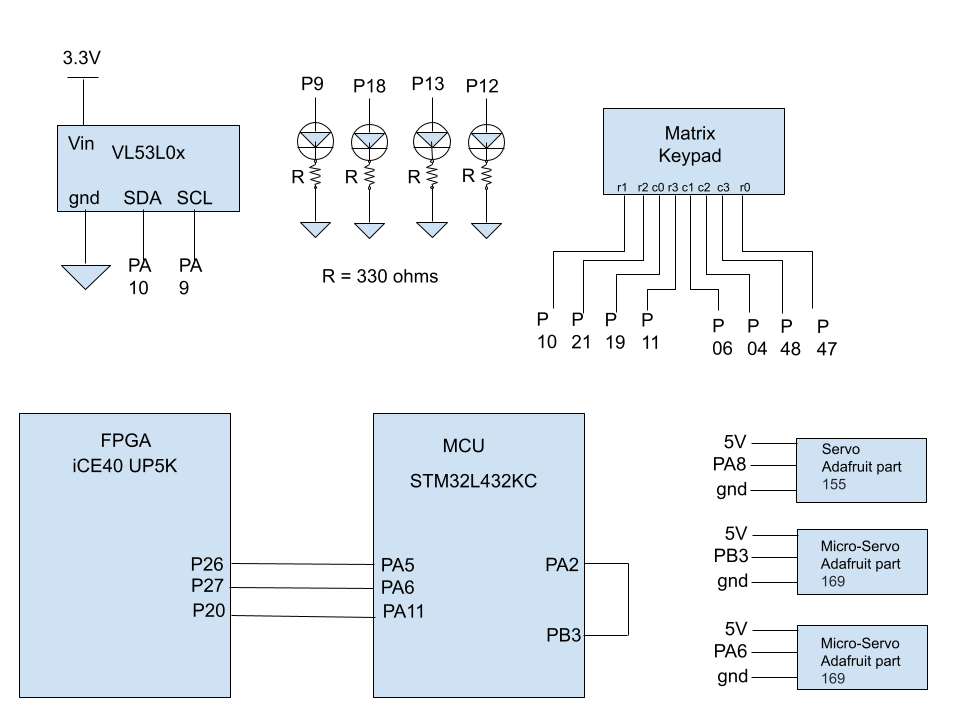 3.3V
Vin
VL53L0x
gnd
SDA
SCL
PA
10
PA
9
P9
P18
P13
P12
R
R
R
R
R = 330 ohms
Matrix
Keypad
r1 r2 c0 r3 c1 c2 c3 r0
P
10
P
21
P
19
P
11
P
06
P
04
P
48
P
47
FPGA
iCE40 UP5K
P26
P27
P20
MCU
STM32L432KC
PA5
PA6
PA11
PA2
PB3
5V
PA8
gnd
Servo
Adafruit part
155
5V
PB3
gnd
Micro-Servo
Adafruit part
169
5V
PA6
gnd
Micro-Servo
Adafruit part
169